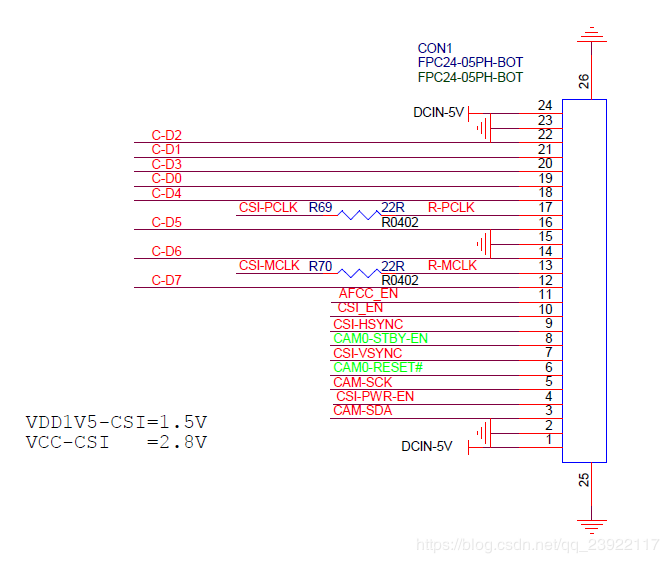 CON1
FPC24-05PH-BOT
FPC24-05PH-BOT
26
DCIN-5V 24
23
C-D2 22
C-D1 21
C-D3 20
C-D0 19
C-D4 18
CSI-PCLK R69 22R R-PCLK 17
R0402
C-D5 16
15
C-D6 14
CSI-MCLK R70 22R R-MCLK 13
R0402
C-D7 12
AFCC_EN 11
CSI_EN 10
CSI-HSYNC 9
CAM0-STBY-EN 8
CSI-VSYNC 7
CAM0-RESET# 6
CAM-SCK 5
CSI-PWR-EN 4
CAM-SDA 3
2
DCIN-5V 1
VDD1V5-CSI=1.5V
VCC-CSI =2.8V
25
https://blog.csdn.net/qq_23922117